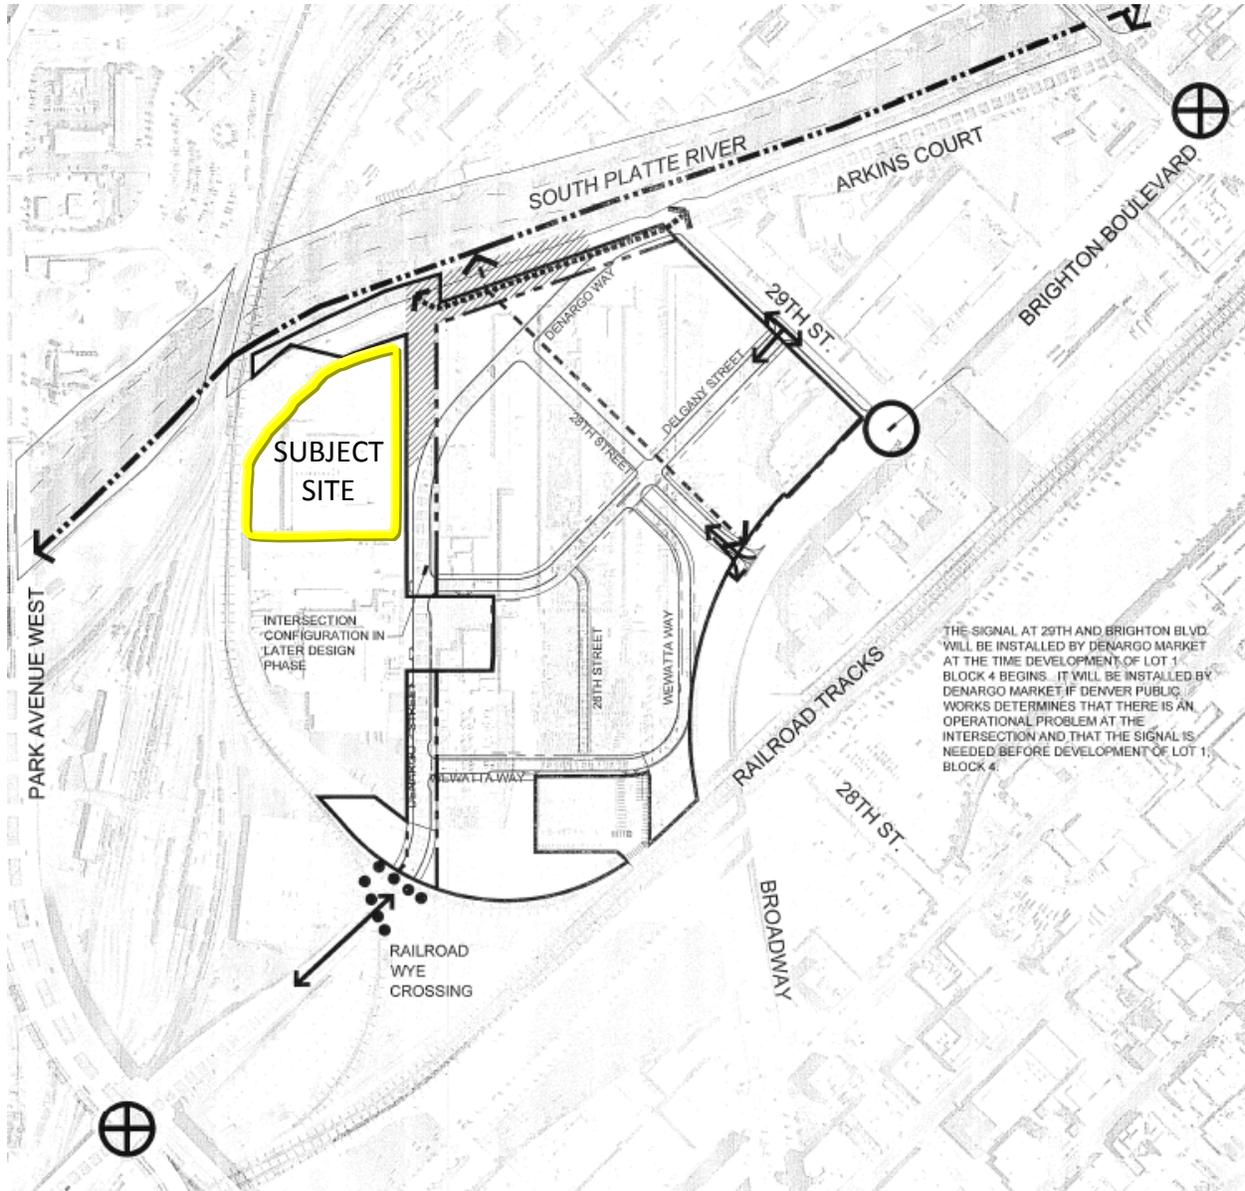 SOUTH PLATTE RIVER
ARKINS COURT
BRIGHTON BOULEVARD
29TH ST.
DENARGO WAY
DELGANY STREET
28TH STREET
SUBJECT
SITE
PARK AVENUE WEST
INTERSECTION
CONFIGURATION IN
LATER DESIGN
PHASE
26TH STREET
WEWATTA WAY
THE SIGNAL AT 29TH AND BRIGHTON BLVD.
WILL BE INSTALLED BY DENARGO MARKET
AT THE TIME DEVELOPMENT OF LOT 1
BLOCK 4 BEGINS. IT WILL BE INSTALLED BY
DENARGO MARKET IF DENVER PUBLIC
WORKS DETERMINES THAT THERE IS AN
OPERATIONAL PROBLEM AT THE
INTERSECTION AND THAT THE SIGNAL IS
NEEDED BEFORE DEVELOPMENT OF LOT 1,
BLOCK 4.
RAILROAD TRACKS
DENARGO STREET
WEWATTA WAY
28TH ST.
BROADWAY
RAILROAD
WYE
CROSSING